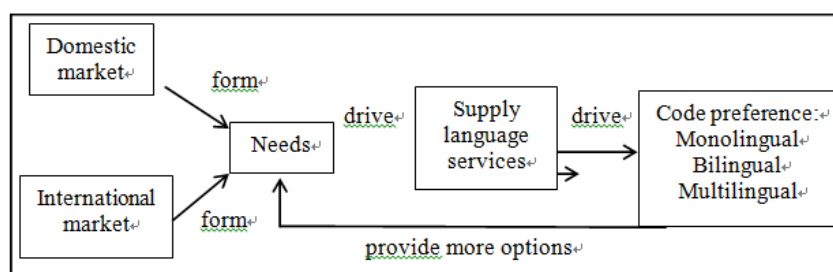 Domestic
market
form
drive
Supply
language
services
drive
Code preference:
Monolingual
Bilingual
Multilingual
Needs
International
market
form
provide more options